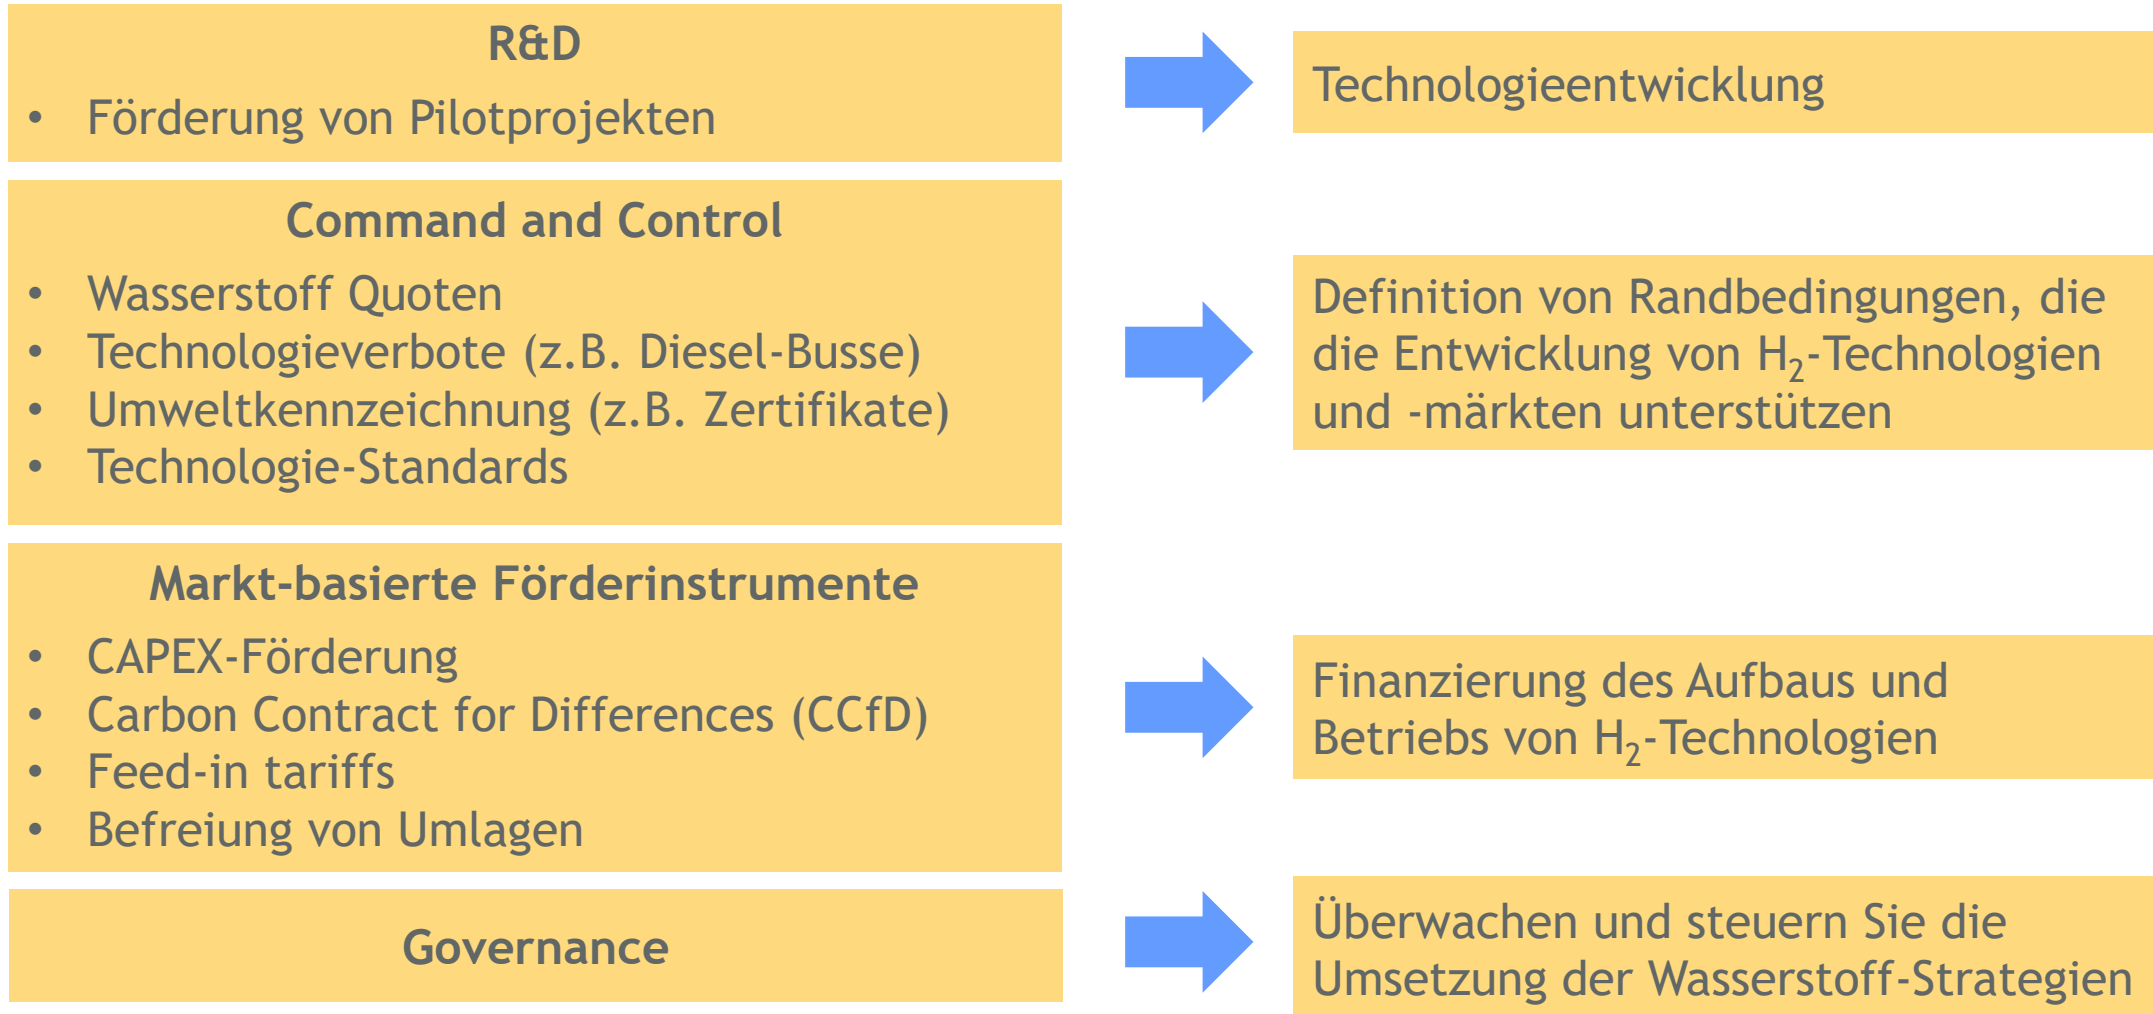 R&D
• Förderung von Pilotprojekten
Technologieentwicklung
Command and Control
• Wasserstoff Quoten
• Technologieverbote (z.B. Diesel-Busse)
• Umweltkennzeichnung (z.B. Zertifikate)
• Technologie-Standards
Definition von Randbedingungen, die
die Entwicklung von H₂-Technologien
und -märkten unterstützen
Markt-basierte Förderinstrumente
• CAPEX-Förderung
• Carbon Contract for Differences (CCfD)
• Feed-in tariffs
• Befreiung von Umlagen
Finanzierung des Aufbaus und
Betriebs von H₂-Technologien
Governance
Überwachen und steuern Sie die
Umsetzung der Wasserstoff-Strategien